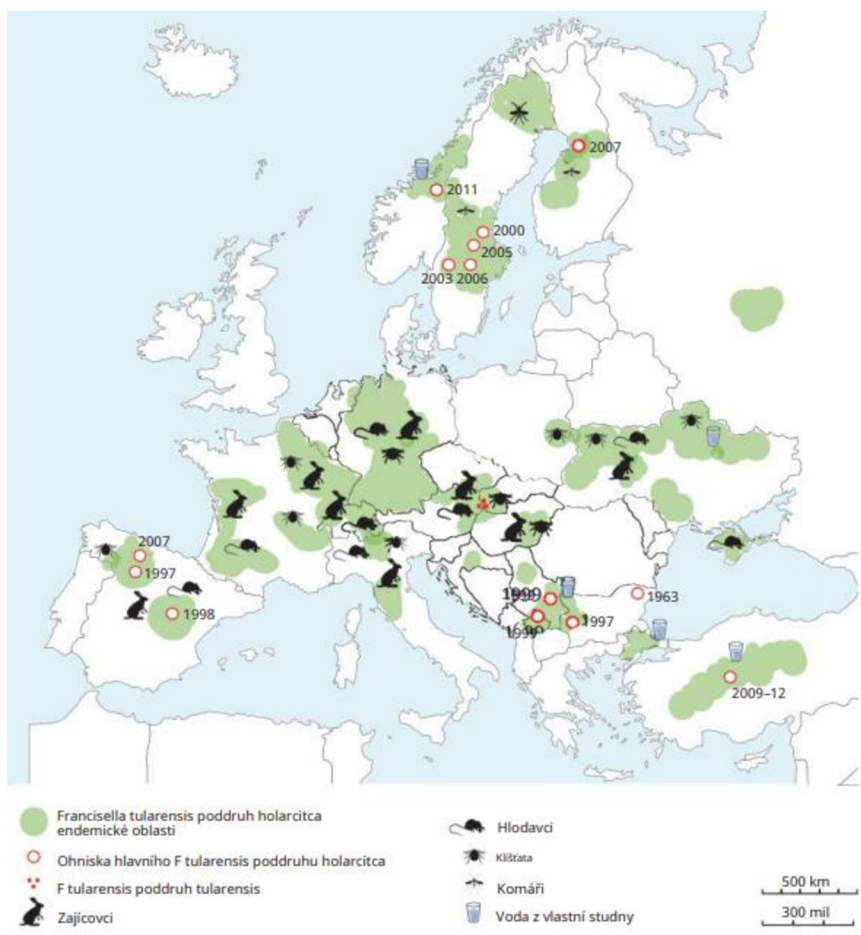 2007
2011
2000
2005
2003 2006
2007
1997
1998
1999
1963
1997
1999
2009–12
Francisella tularensis poddruh holarcitca
endemické oblasti
Ohniska hlavního F tularensis poddruhu holarcitca
F tularensis poddruh tularensis
Zajícovci
Hlodavci
Klíšťata
Komáři
Voda z vlastní studny
500 km
300 mil